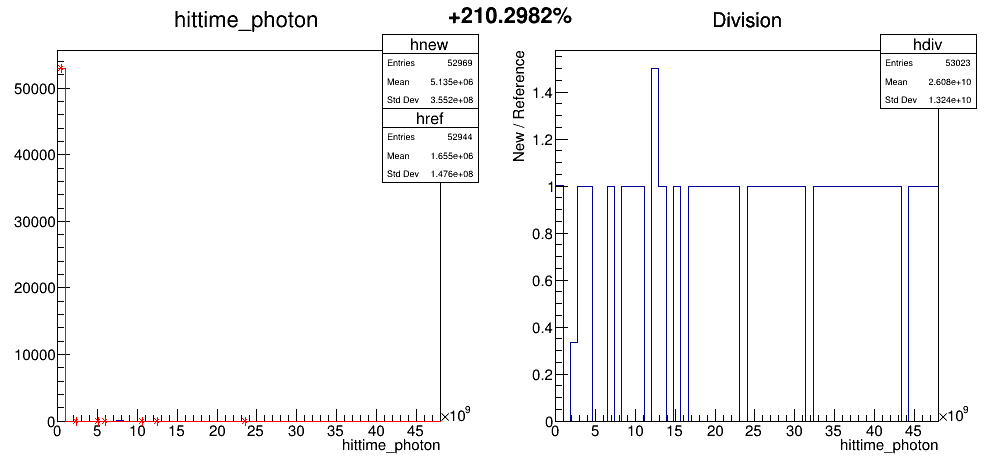 +210.2982%
hittime_photon
hnew
Entries 52969
Mean 5.135e+06
Std Dev 3.552e+08
href
Entries 52944
Mean 1.655e+06
Std Dev 1.476e+08
50000
40000
30000
20000
10000
0
0 5 10 15 20 25 30 35 40 45
×10⁹
hittime_photon
Division
hdiv
Entries 53023
Mean 2.608e+10
Std Dev 1.324e+10
New / Reference
1.4
1.2
1
0.8
0.6
0.4
0.2
0
0 5 10 15 20 25 30 35 40 45
×10⁹
hittime_photon